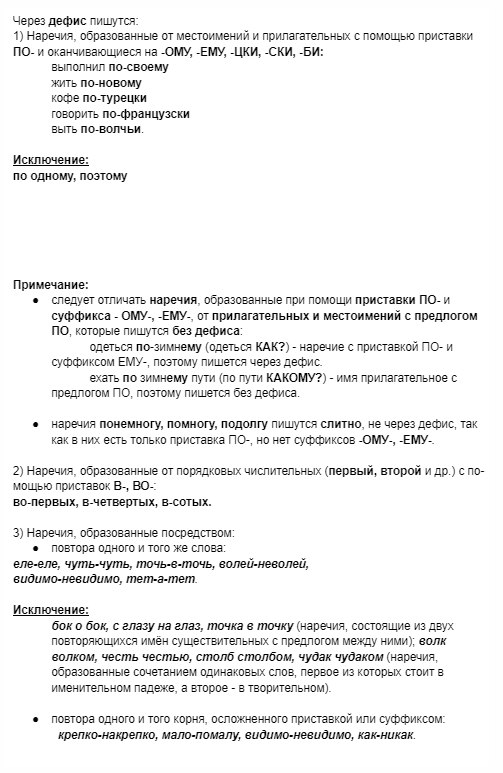 Через дефис пишутся:
1) Наречия, образованные от местоимений и прилагательных с помощью приставки
ПО- и оканчивающиеся на -ОМУ, -ЕМУ, -ЦКИ, -СКИ, -БИ:
выполнил по-своему
жить по-новому
кофе по-турецки
говорить по-французски
выть по-волчьи.
Исключение:
по одному, поэтому
Примечание:
● следует отличать наречия, образованные при помощи приставки ПО- и
суффикса - ОМУ-, -ЕМУ-, от прилагательных и местоимений с предлогом
ПО, которые пишутся без дефиса:
одеться по-зимнему (одеться КАК?) - наречие с приставкой ПО- и
суффиксом ЕМУ-, поэтому пишется через дефис.
ехать по зимнему пути (по пути КАКОМУ?) - имя прилагательное с
предлогом ПО, поэтому пишется без дефиса.
● наречия понемногу, помногу, подолгу пишутся слитно, не через дефис, так
как в них есть только приставка ПО-, но нет суффиксов -ОМУ-, -ЕМУ-.
2) Наречия, образованные от порядковых числительных (первый, второй и др.) с по-
мощью приставок В-, ВО-:
во-первых, в-четвертых, в-сотых.
3) Наречия, образованные посредством:
● повтора одного и того же слова:
еле-еле, чуть-чуть, точь-в-точь, волей-неволей,
видимо-невидимо, тет-а-тет.
Исключение:
бок о бок, с глазу на глаз, точка в точку (наречия, состоящие из двух
повторяющихся имён существительных с предлогом между ними); волк
волком, честь честью, столб столбом, чудак чудаком (наречия,
образованные сочетанием одинаковых слов, первое из которых стоит в
именительном падеже, а второе - в творительном).
● повтора одного и того корня, осложненного приставкой или суффиксом:
крепко-накрепко, мало-помалу, видимо-невидимо, как-никак.